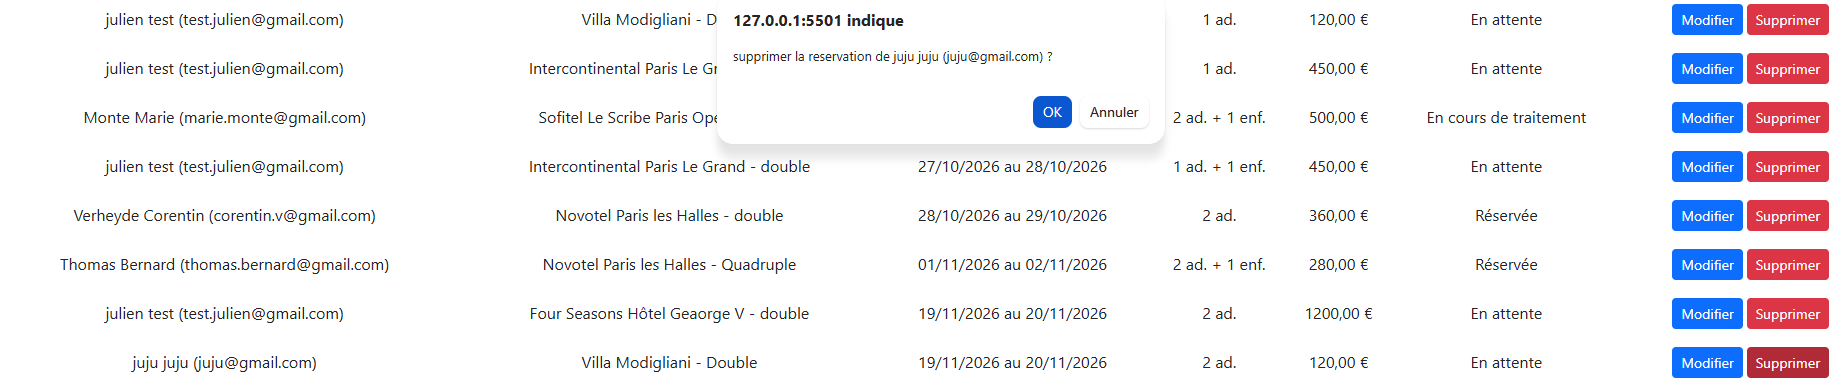 julien test (test.julien@gmail.com) Villa Modigliani - D 1 ad. 120,00 € En attente Modifier Supprimer
127.0.0.1:5501 indique
supprimer la reservation de juju juju (juju@gmail.com) ?
OK Annuler
julien test (test.julien@gmail.com) Intercontinental Paris Le Gr 1 ad. 450,00 € En attente Modifier Supprimer
Monte Marie (marie.monte@gmail.com) Sofitel Le Scribe Paris Ope 2 ad. + 1 enf. 500,00 € En cours de traitement Modifier Supprimer
julien test (test.julien@gmail.com) Intercontinental Paris Le Grand - double 27/10/2026 au 28/10/2026 1 ad. + 1 enf. 450,00 € En attente Modifier Supprimer
Verheyde Corentin (corentin.v@gmail.com) Novotel Paris les Halles - double 28/10/2026 au 29/10/2026 2 ad. 360,00 € Réservée Modifier Supprimer
Thomas Bernard (thomas.bernard@gmail.com) Novotel Paris les Halles - Quadruple 01/11/2026 au 02/11/2026 2 ad. + 1 enf. 280,00 € Réservée Modifier Supprimer
julien test (test.julien@gmail.com) Four Seasons Hôtel Geaorge V - double 19/11/2026 au 20/11/2026 2 ad. 1200,00 € En attente Modifier Supprimer
juju juju (juju@gmail.com) Villa Modigliani - Double 19/11/2026 au 20/11/2026 2 ad. 120,00 € En attente Modifier Supprimer